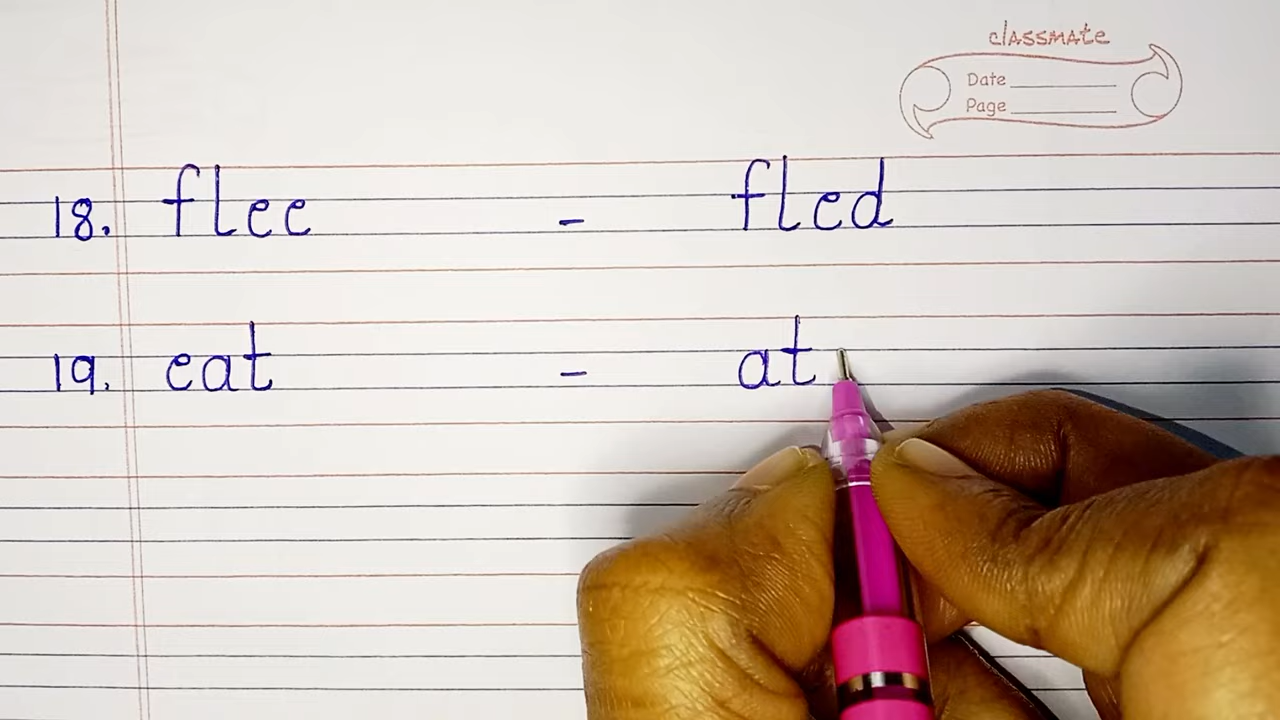 classmate
Date
Page
18. flee - fled
19. eat - at